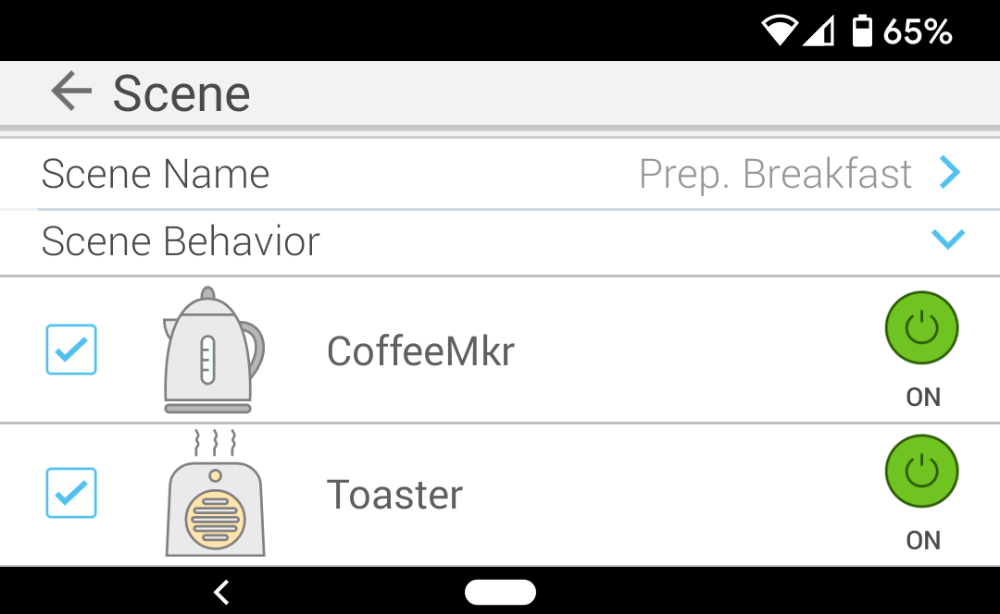 65%
Scene
Scene Name Prep. Breakfast
Scene Behavior
CoffeeMkr
ON
Toaster
ON